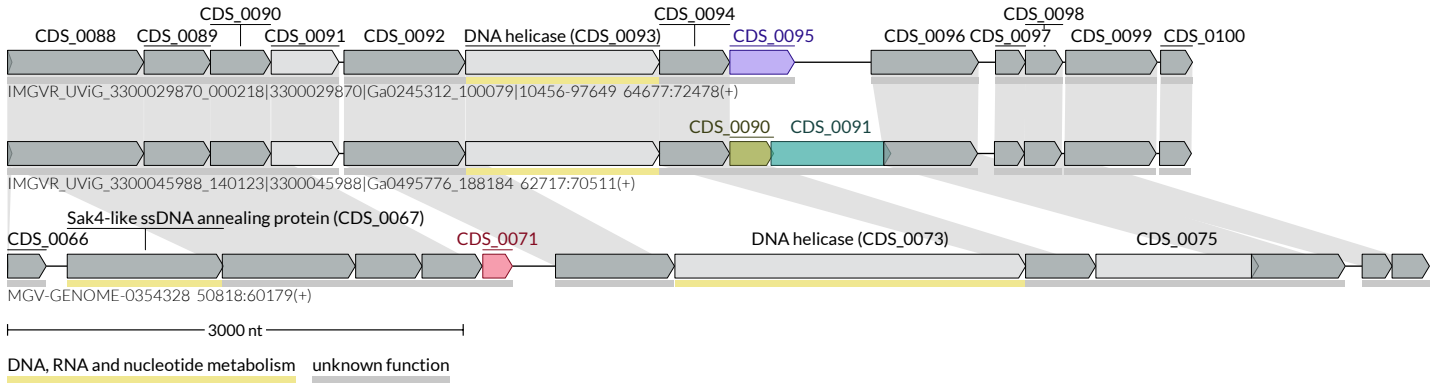 CDS_0090 CDS_0094 CDS_0098
CDS_0088 CDS_0089 CDS_0091 CDS_0092 DNA helicase (CDS_0093) CDS_0095 CDS_0096 CDS_0097 CDS_0099 CDS_0100
IMGVR_UViG_3300029870_000218|3300029870|Ga0245312_100079|10456-97649 64677:72478(+)
CDS_0090 CDS_0091
IMGVR_UViG_3300045988_140123|3300045988|Ga0495776_188184 62717:70511(+)
Sak4-like ssDNA annealing protein (CDS_0067)
CDS_0066 CDS_0071 DNA helicase (CDS_0073) CDS_0075
MGV-GENOME-0354328 50818:60179(+)
3000 nt
DNA, RNA and nucleotide metabolism unknown function